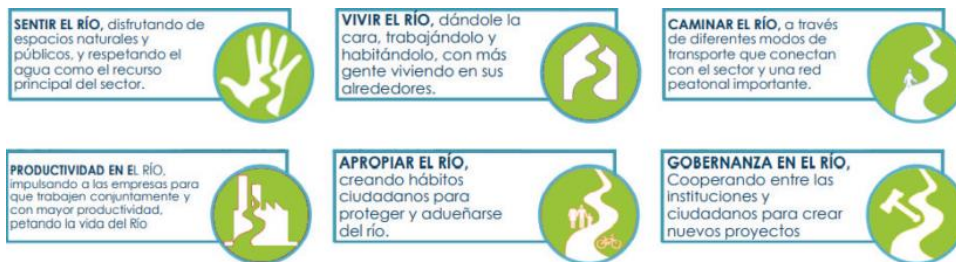 SENTIR EL RÍO, disfrutando de
espacios naturales y
públicos, y respetando el
agua como el recurso
principal del sector.
VIVIR EL RÍO, dándole la
cara, trabajándolo y
habitándolo, con más
gente viviendo en sus
alrededores.
CAMINAR EL RÍO, a través
de diferentes modos de
transporte que conectan
con el sector y una red
peatonal importante.
PRODUCTIVIDAD EN EL RÍO,
impulsando a las empresas para
que trabajen conjuntamente y
con mayor productividad,
petando la vida del Río
APROPIAR EL RÍO,
creando hábitos
ciudadanos para
proteger y adueñarse
del río.
GOBERNANZA EN EL RÍO,
Cooperando entre las
instituciones y
ciudadanos para crear
nuevos proyectos